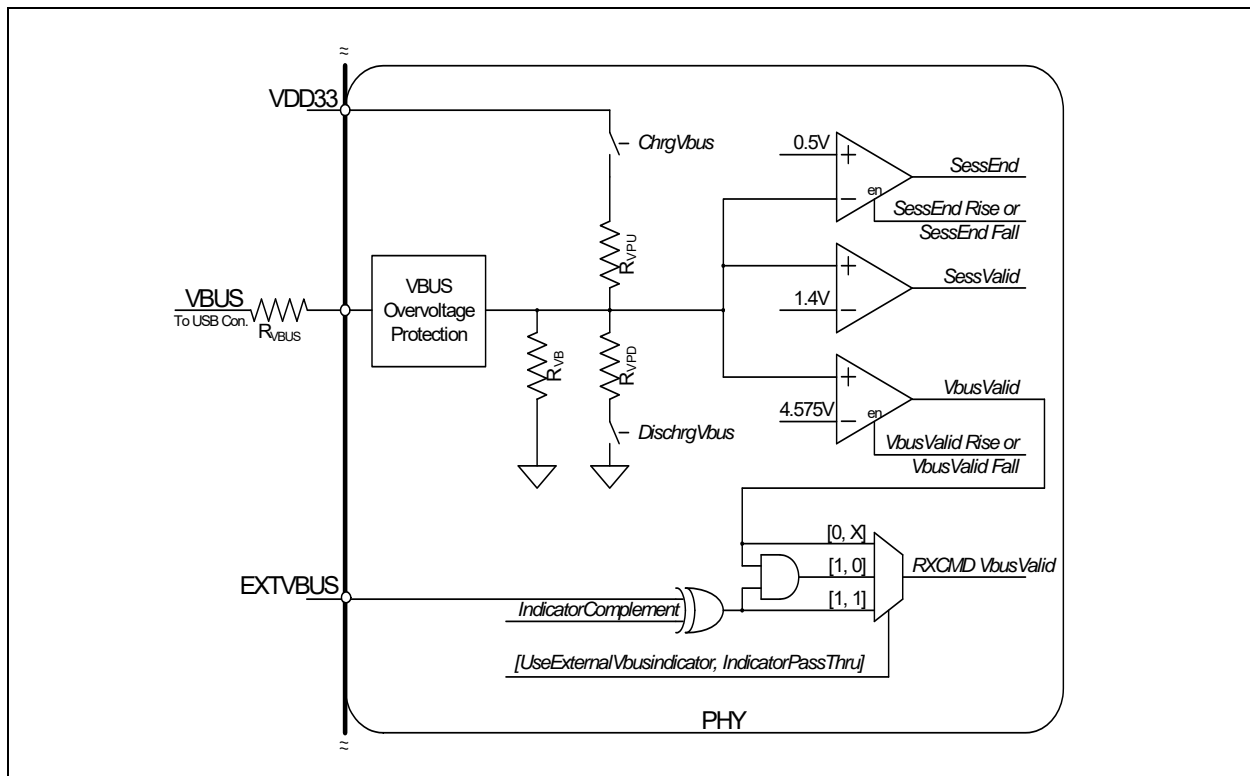 VDD33
ChrgVbus
RVPU
0.5V
+
−
en
SessEnd
SessEnd Rise or
SessEnd Fall
VBUS
To USB Con.
RVBUS
VBUS
Overvoltage
Protection
+
1.4V
−
SessValid
RVB
RVPD
DischrgVbus
+
4.575V
−
en
VbusValid
VbusValid Rise or
VbusValid Fall
[0, X]
[1, 0]
[1, 1]
RXCMD VbusValid
EXTVBUS
IndicatorComplement
[UseExternalVbusindicator, IndicatorPassThru]
PHY